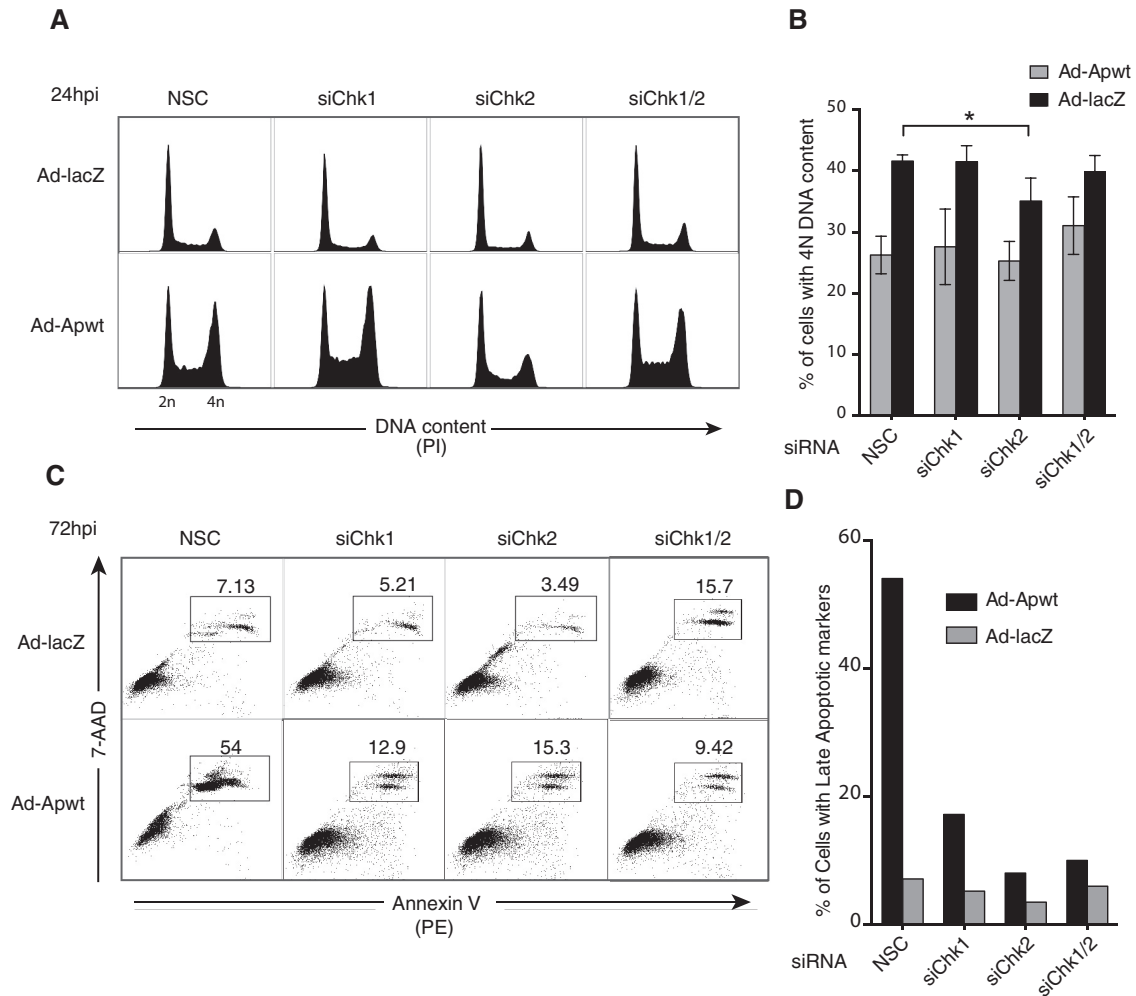 A
24hpi
NSC siChk1 siChk2 siChk1/2
Ad-lacZ
Ad-Apwt
2n 4n
DNA content
(PI)
B
Ad-Apwt
Ad-lacZ
*
% of cells with 4N DNA content
50
40
30
20
10
0
siRNA
NSC siChk1 siChk2 siChk1/2
C
72hpi
NSC siChk1 siChk2 siChk1/2
7.13 5.21 3.49 15.7
Ad-lacZ
54 12.9 15.3 9.42
Ad-Apwt
7-AAD
Annexin V
(PE)
D
Ad-Apwt
Ad-lacZ
% of Cells with Late Apoptotic markers
60
40
20
0
siRNA
NSC siChk1 siChk2 siChk1/2